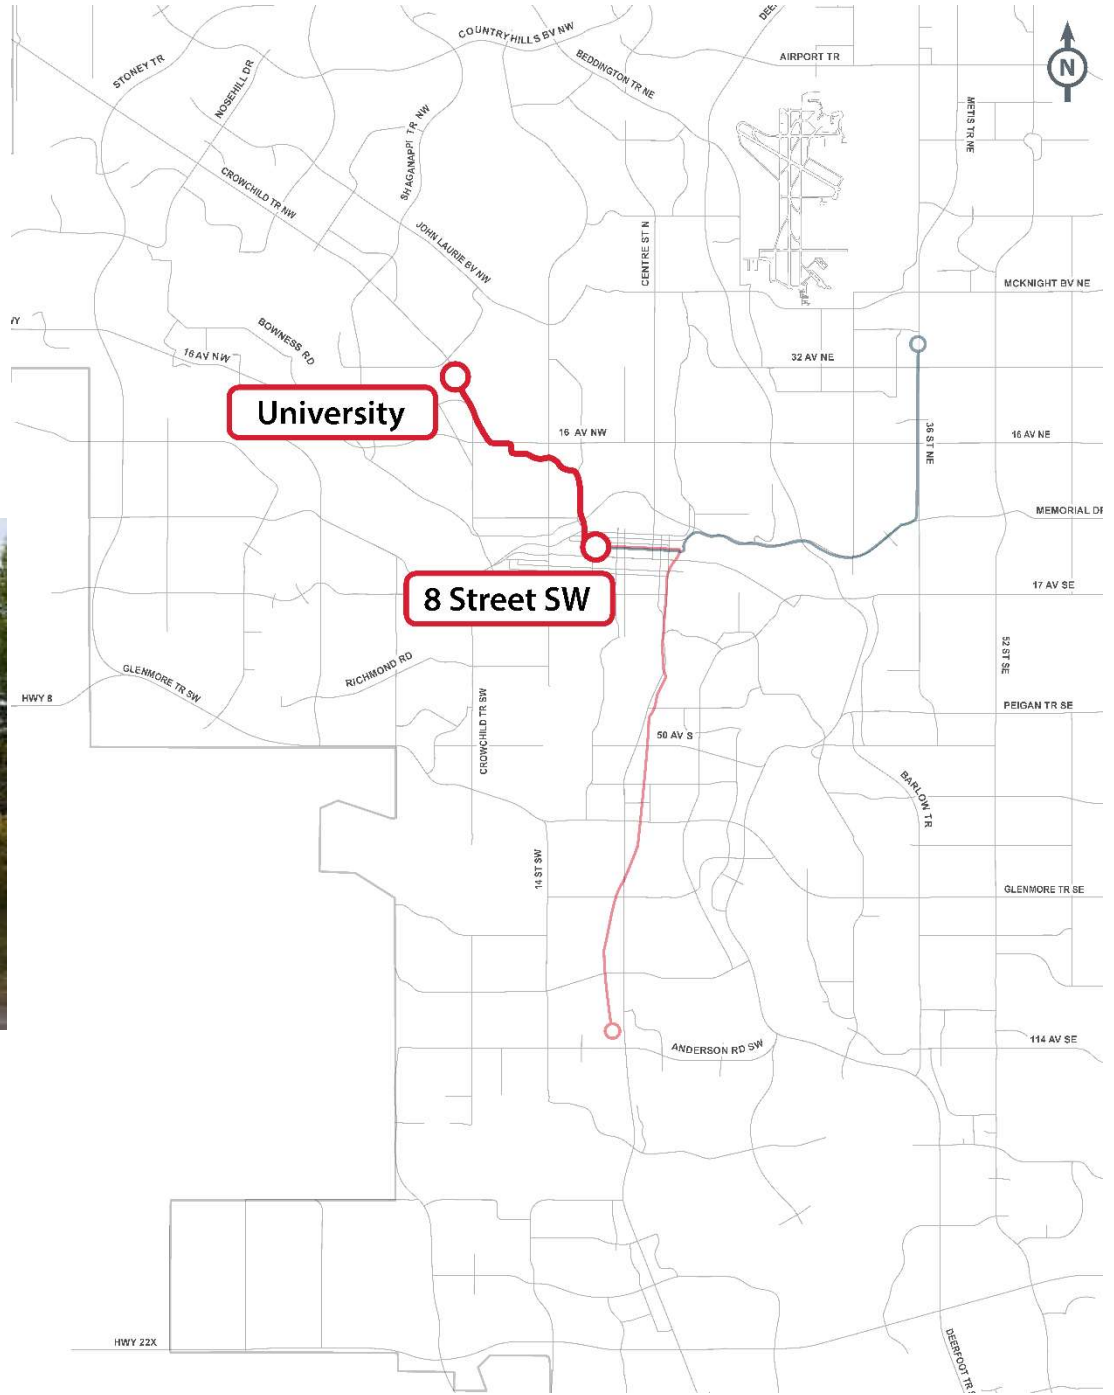 COUNTRY HILLS BV NW
STONEY TR
NOSEHILL DR
BEDDINGTON TR NE
AIRPORT TR
N
METIS TR NE
SHAGANAPPI TR NW
CROWCHILD TR NW
JOHN LAURIE BV NW
CENTRE ST N
MCKNIGHT BV NE
BOWNESS RD
16 AV NW
32 AV NE
University
16 AV NW
36 ST NE
16 AV NE
MEMORIAL DR
8 Street SW
17 AV SE
52 ST SE
GLENMORE TR SW
RICHMOND RD
HWY 8
CROWCHILD TR SW
50 AV S
PEIGAN TR SE
BARLOW TR
14 ST SW
GLENMORE TR SE
ANDERSON RD SW
114 AV SE
HWY 22X
DEERFOOT TR S